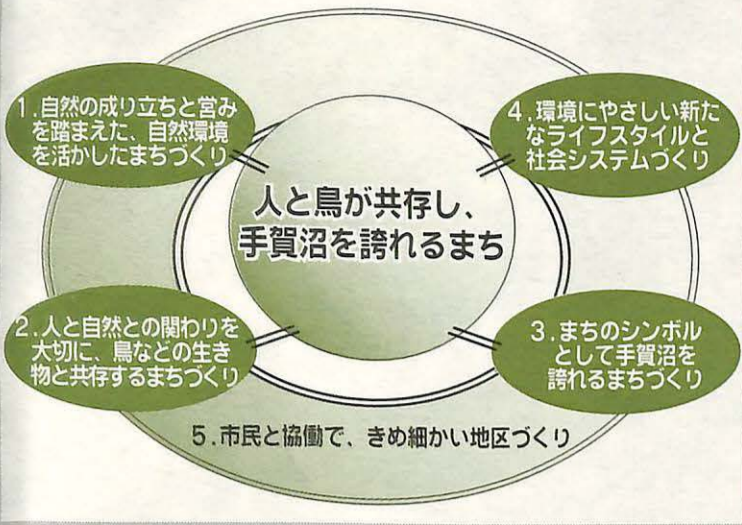 1.自然の成り立ちと営み
を踏まえた、自然環境
を活かしたまちづくり
4.環境にやさしい新た
なライフスタイルと
社会システムづくり
人と鳥が共存し、
手賀沼を誇れるまち
2.人と自然との関わりを
大切に、鳥などの生き
物と共存するまちづくり
3.まちのシンボル
として手賀沼を
誇れるまちづくり
5.市民と協働で、きめ細かい地区づくり